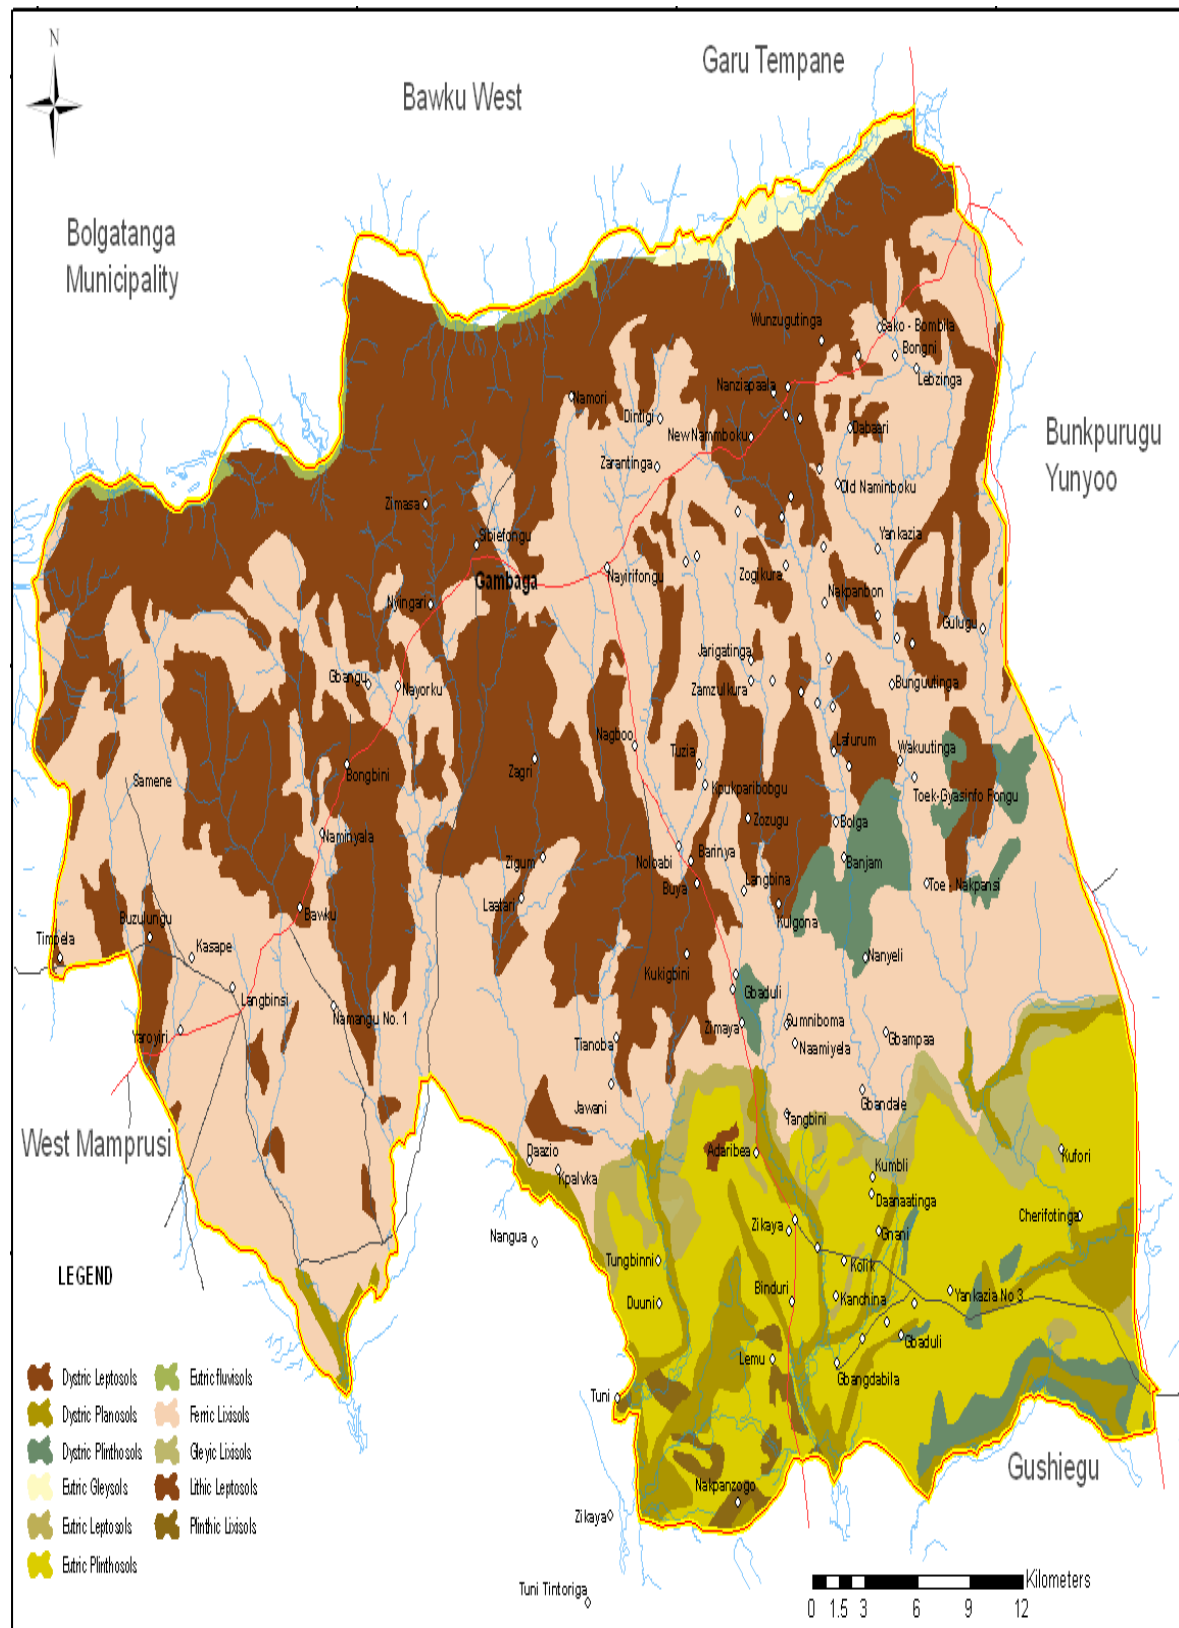 N
Garu Tempane
Bawku West
Bolgatanga
Municipality
Wunzugutinga
Sako - Bombila
Bongni
Lebzinga
Nanziapaala
Namori
Dintigi
New Nammboku
Dabaari
Bunkpurugu
Yunyoo
Zarantinga
Old Naminboku
Zimasa
Sibiefongu
Yankazia
Gambaga
Nayirifongu
Zogikura
Nyingari
Nakpanbon
Gulugu
Jarigatinga
Gbangu
Nayorku
Zamzulkura
Bunguutinga
Nagboo
Tuzia
Lafurum
Wakuutinga
Bongbini
Zagri
Samene
Kpukparibobgu
Toek-Gyasinfo Fongu
Zozugu
Bolga
Naminyala
Noloabi
Barinya
Banjam
Zigum
Buya
Langbina
Toe - Nakpansi
Laatari
Bawku
Kulgona
Buzulungu
Timpela
Kasape
Kukigbini
Nanyeli
Langbinsi
Gbaduli
Namangu No. 1
Zimaya
Gumniboma
Yaroyiri
Tianoba
Naamiyela
Gbampaa
Jawani
Gbandale
Yangbini
West Mamprusi
Daazio
Adaribea
Kufori
Kpalvka
Kumbli
Daanaatinga
Cherifotinga
Zikaya
Gnani
Nangua
Tungbinni
Kolik
LEGEND
Duuni
Binduri
Kanchina
Yankazia No 3
Gbaduli
Lemu
Gbangdabila
Dystric Leptosols
Eutric fluvisols
Tuni
Dystric Planosols
Ferric Lixisols
Dystric Plinthosols
Gleyic Lixisols
Gushiegu
Eutric Gleysols
Lithic Leptosols
Nakpanzogo
Eutric Leptosols
Plinthic Lixisols
Zikaya
Eutric Plinthosols
Tuni Tintoriga
Kilometers
0 1.5 3 6 9 12